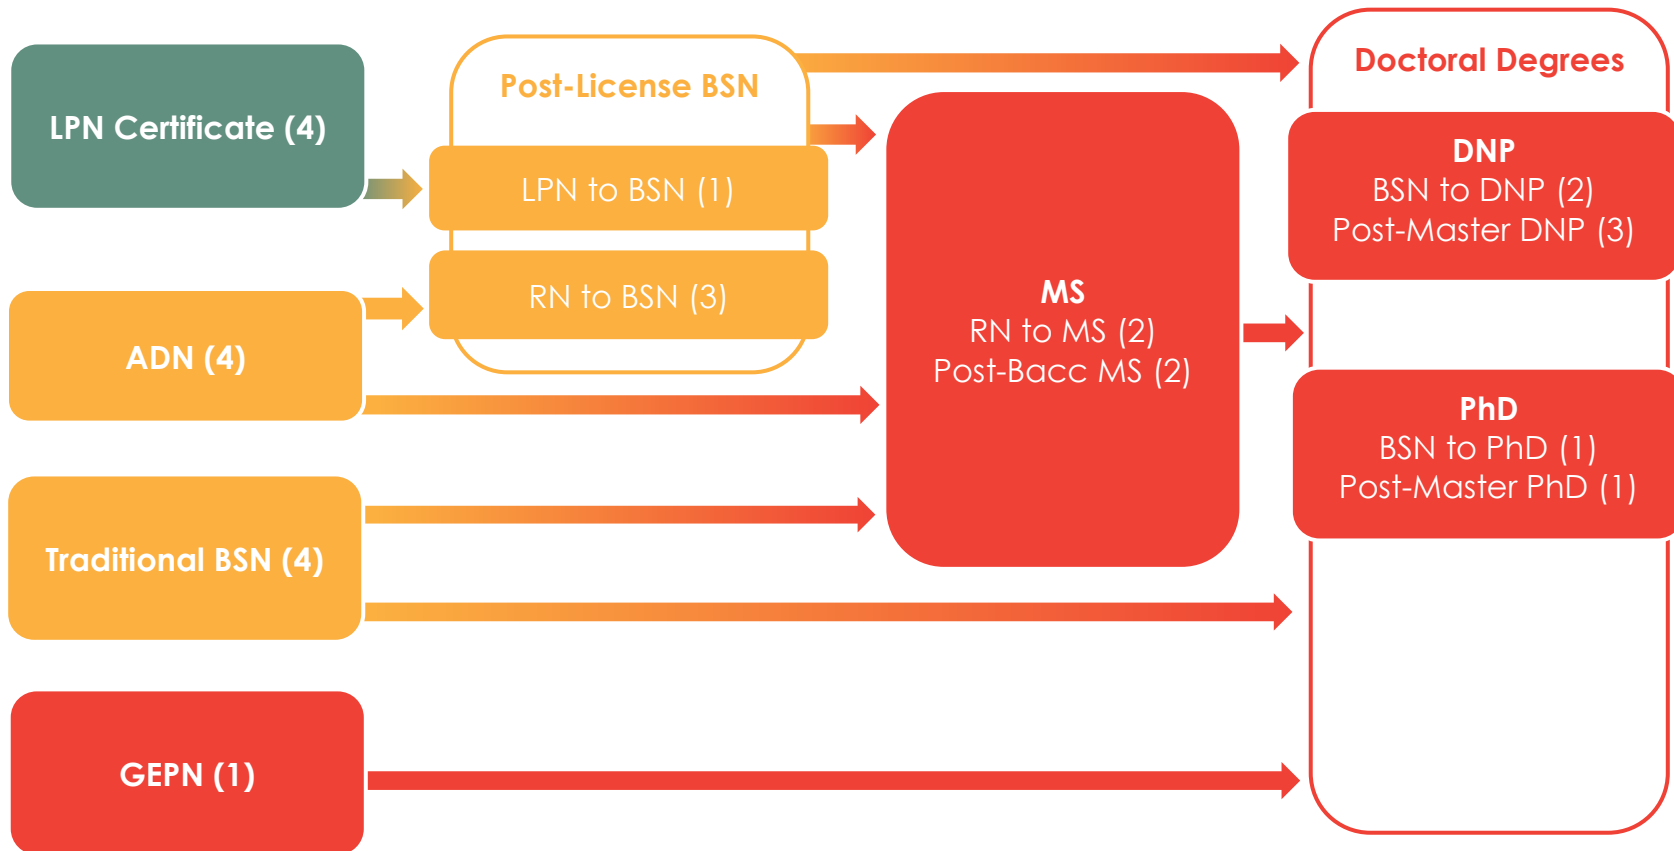 LPN Certificate (4)
ADN (4)
Traditional BSN (4)
GEPN (1)
Post-License BSN
LPN to BSN (1)
RN to BSN (3)
MS
RN to MS (2)
Post-Bacc MS (2)
Doctoral Degrees
DNP
BSN to DNP (2)
Post-Master DNP (3)
PhD
BSN to PhD (1)
Post-Master PhD (1)